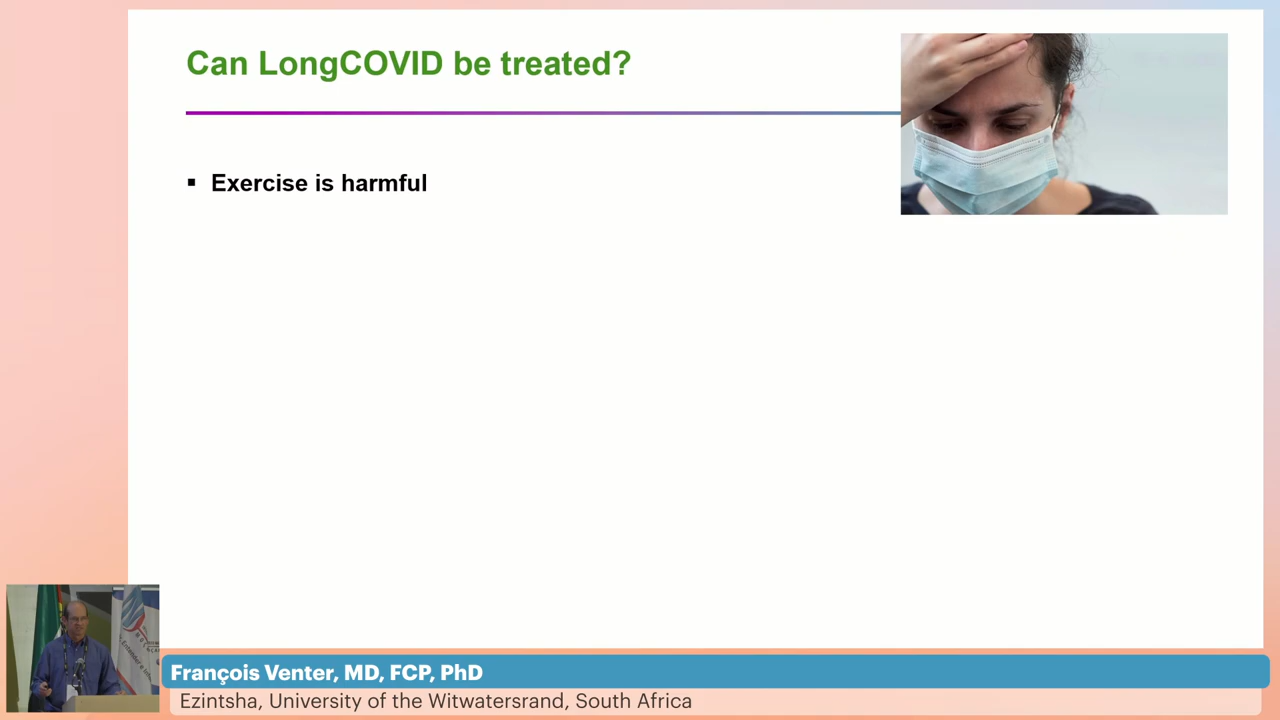 Can LongCOVID be treated?
▪ Exercise is harmful
François Venter, MD, FCP, PhD
Ezintsha, University of the Witwatersrand, South Africa